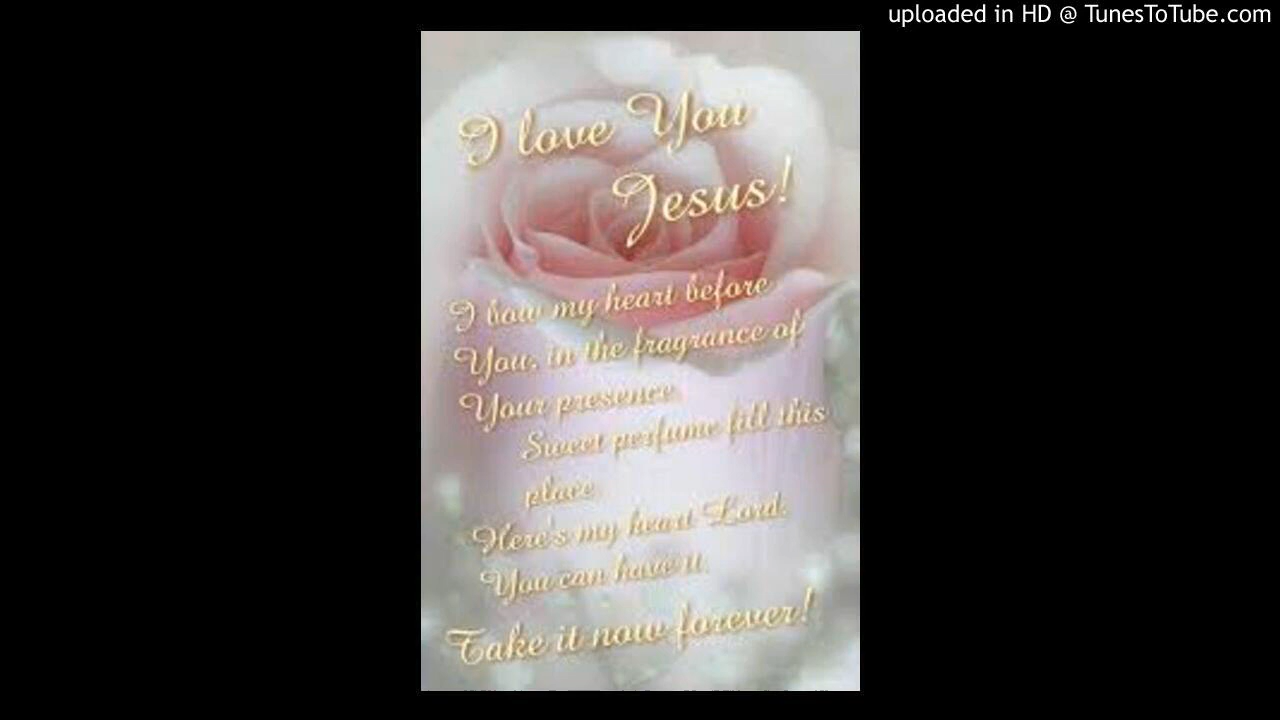 uploaded in HD @ TunesToTube.com
I love You
Jesus!
I bow my heart before
You, in the fragrance of
Your presence.
Sweet perfume fill this
place.
Here's my heart Lord.
You can have it.
Take it now forever!